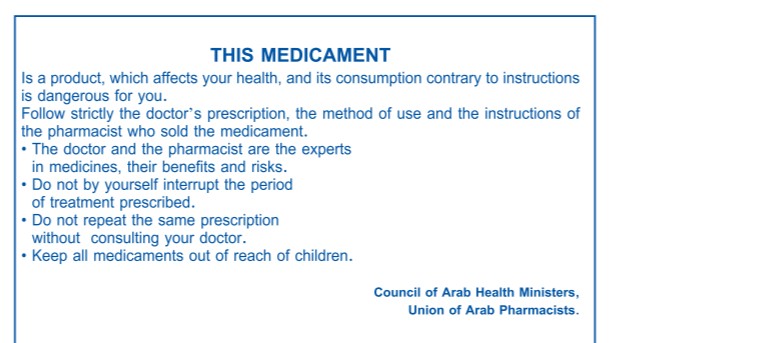 THIS MEDICAMENT
Is a product, which affects your health, and its consumption contrary to instructions
is dangerous for you.
Follow strictly the doctor's prescription, the method of use and the instructions of
the pharmacist who sold the medicament.
• The doctor and the pharmacist are the experts
in medicines, their benefits and risks.
• Do not by yourself interrupt the period
of treatment prescribed.
• Do not repeat the same prescription
without consulting your doctor.
• Keep all medicaments out of reach of children.
Council of Arab Health Ministers,
Union of Arab Pharmacists.